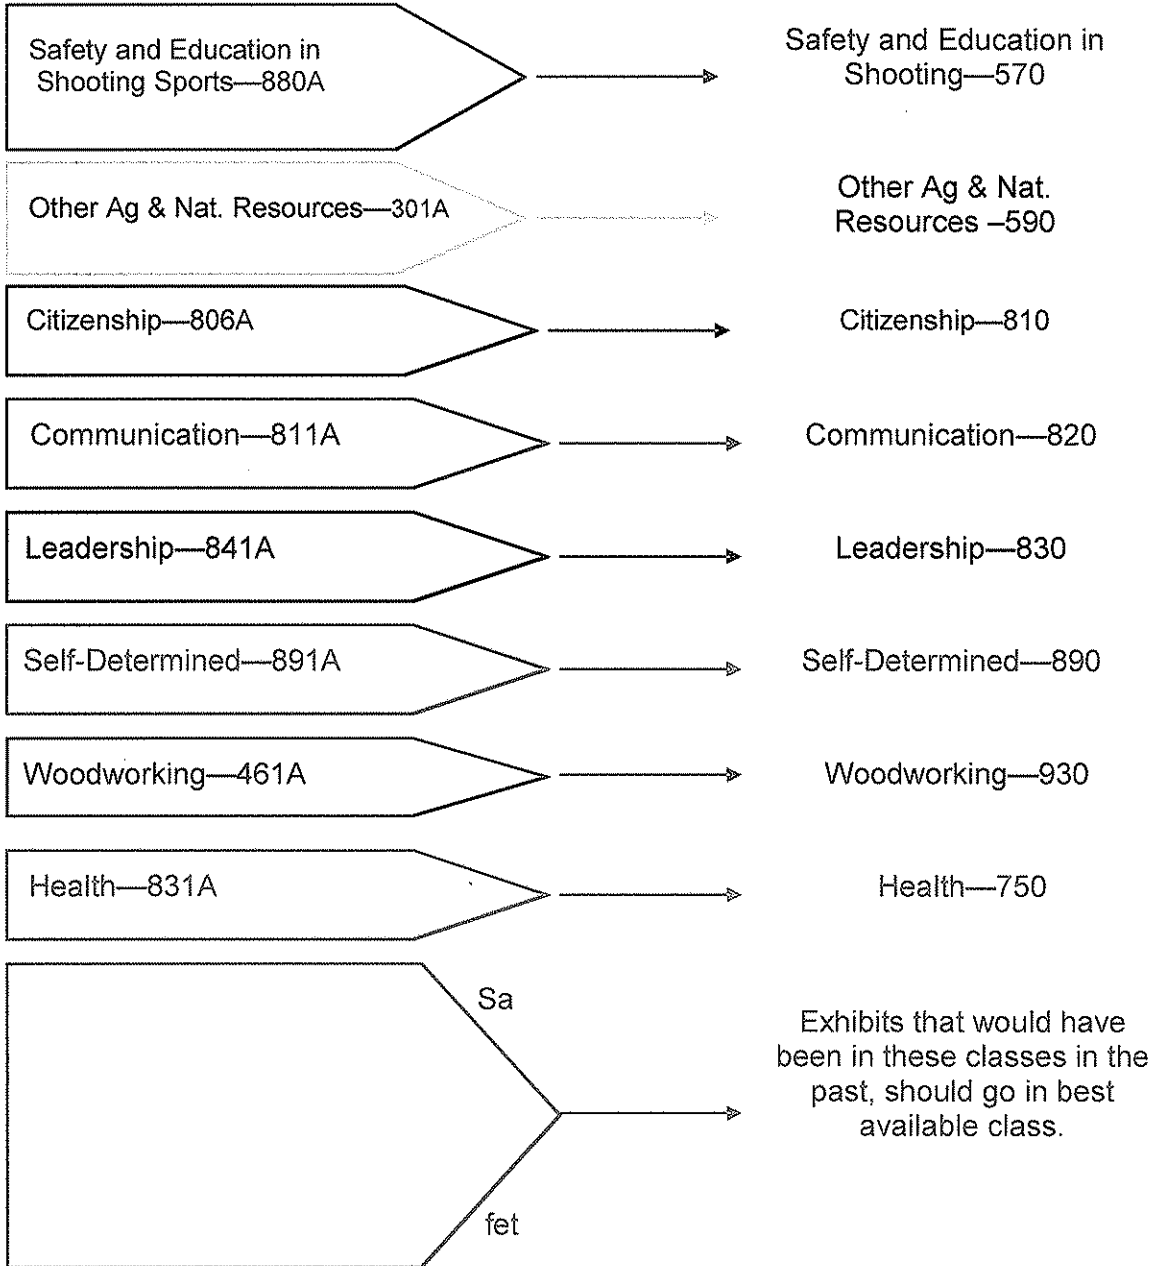 Safety and Education in
Shooting Sports—880A
Safety and Education in
Shooting—570
Other Ag & Nat. Resources—301A
Other Ag & Nat.
Resources –590
Citizenship—806A
Citizenship—810
Communication—811A
Communication—820
Leadership—841A
Leadership—830
Self-Determined—891A
Self-Determined—890
Woodworking—461A
Woodworking—930
Health—831A
Health—750
Sa
fet
Exhibits that would have
been in these classes in the
past, should go in best
available class.